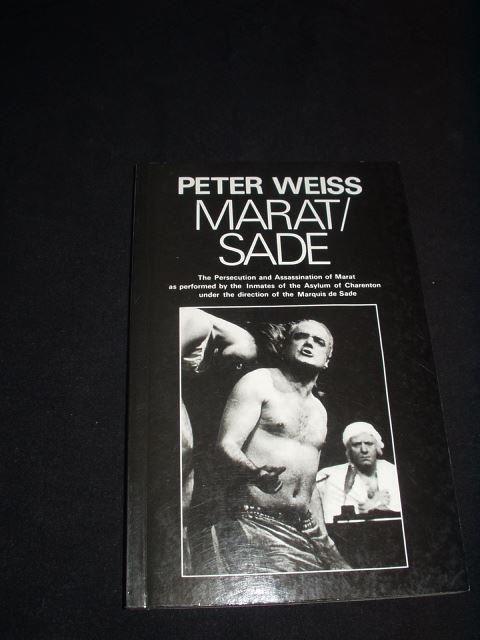 PETER WEISS
MARAT/
SADE
The Persecution and Assassination of Marat
as performed by the Inmates of the Asylum of Charenton
under the direction of the Marquis de Sade